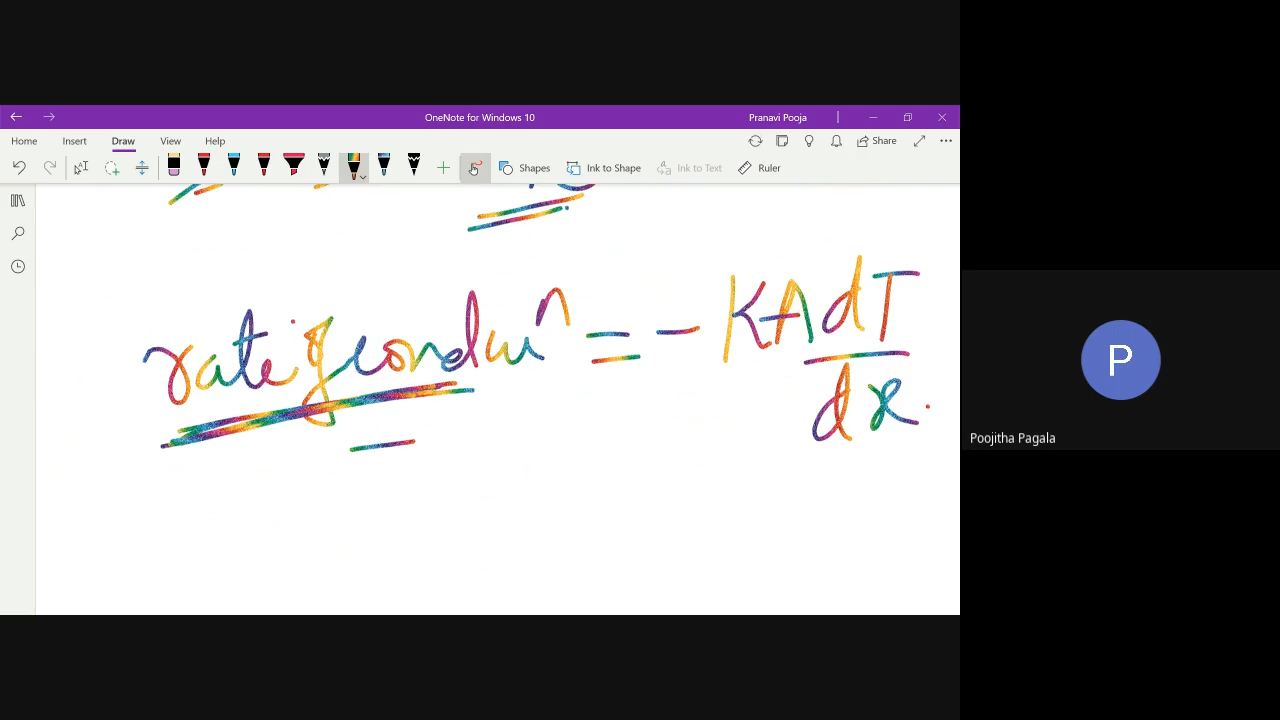 OneNote for Windows 10
Pranavi Pooja
Home Insert Draw View Help
Share
Shapes Ink to Shape Ink to Text Ruler
rate of conduⁿ = - KA dT
dx.
P
Poojitha Pagala